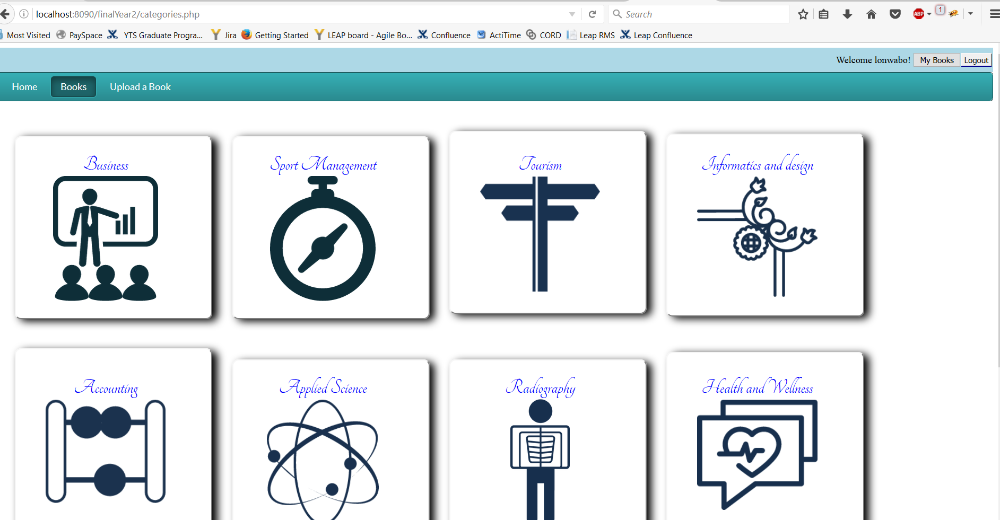 localhost:8090/finalYear2/categories.php Search ABP 1
Most Visited PaySpace YTS Graduate Progra... Jira Getting Started LEAP board - Agile Bo... Confluence ActiTime CORD Leap RMS Leap Confluence
Welcome lonwabo! My Books Logout
Home Books Upload a Book
Business Sport Management Tourism Informatics and design
Accounting Applied Science Radiography Health and Wellness